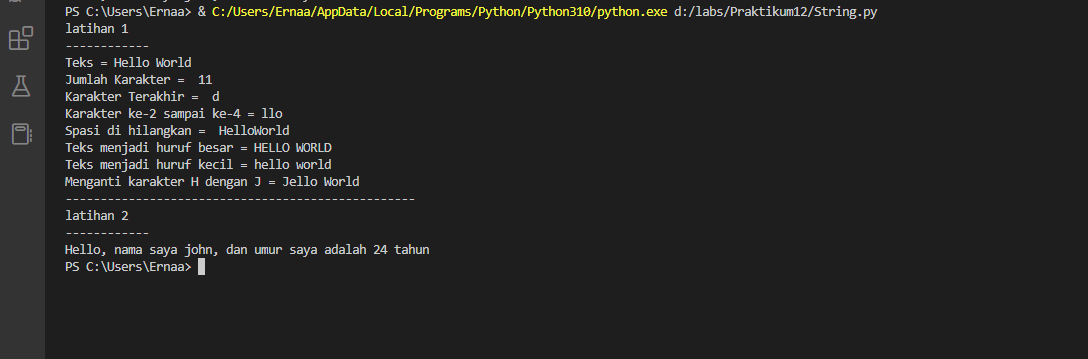 PS C:\Users\Ernaa> & C:/Users/Ernaa/AppData/Local/Programs/Python/Python310/python.exe d:/labs/Praktikum12/String.py
latihan 1
------------
Teks = Hello World
Jumlah Karakter =  11
Karakter Terakhir =  d
Karakter ke-2 sampai ke-4 = llo
Spasi di hilangkan =  HelloWorld
Teks menjadi huruf besar = HELLO WORLD
Teks menjadi huruf kecil = hello world
Menganti karakter H dengan J = Jello World
--------------------------------------------------
latihan 2
------------
Hello, nama saya john, dan umur saya adalah 24 tahun
PS C:\Users\Ernaa>